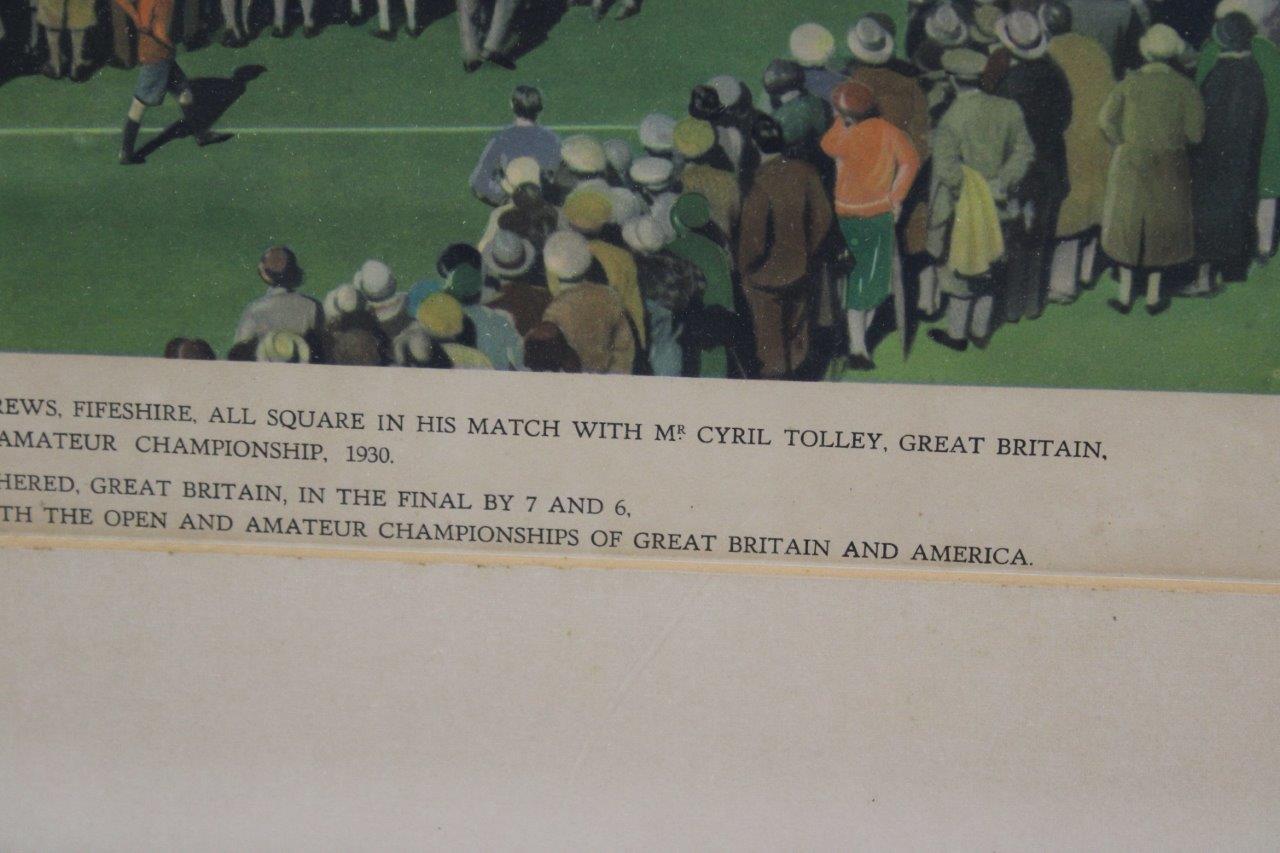 REWS, FIFESHIRE, ALL SQUARE IN HIS MATCH WITH MR. CYRIL TOLLEY, GREAT BRITAIN,
AMATEUR CHAMPIONSHIP, 1930.
HERED, GREAT BRITAIN, IN THE FINAL BY 7 AND 6,
TH THE OPEN AND AMATEUR CHAMPIONSHIPS OF GREAT BRITAIN AND AMERICA.